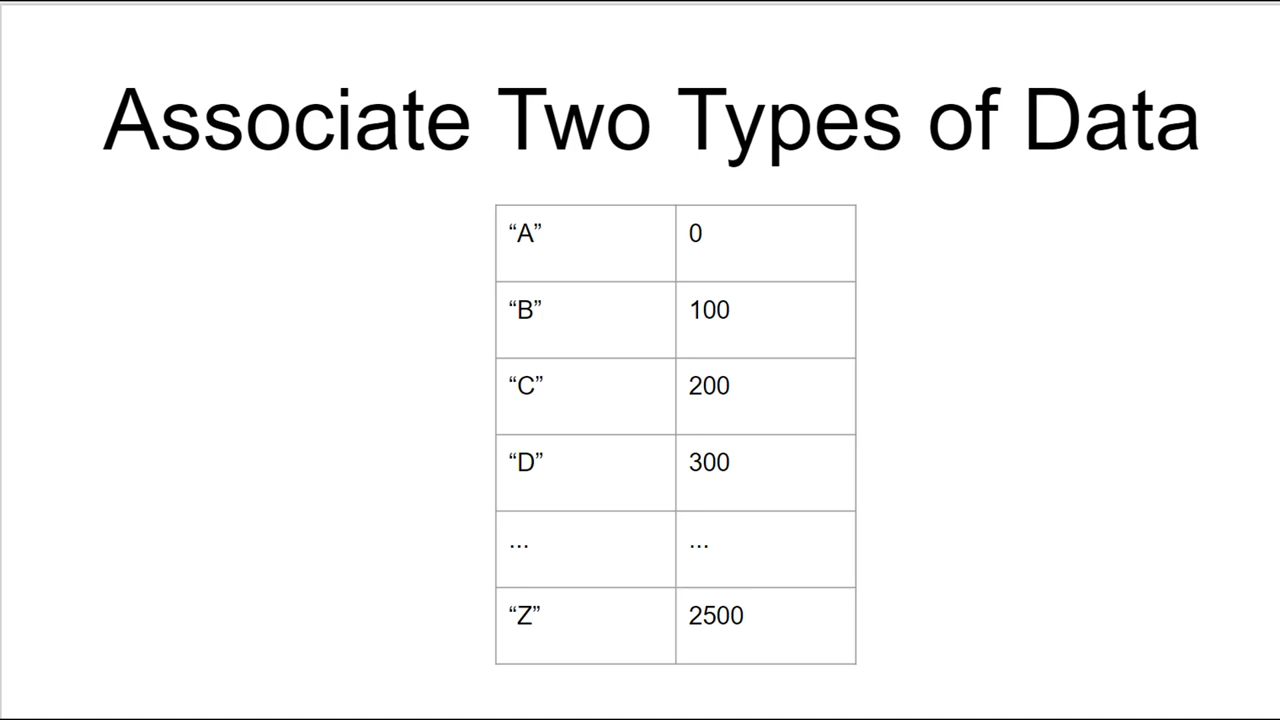 Associate Two Types of Data
“A” 0
“B” 100
“C” 200
“D” 300
... ...
“Z” 2500